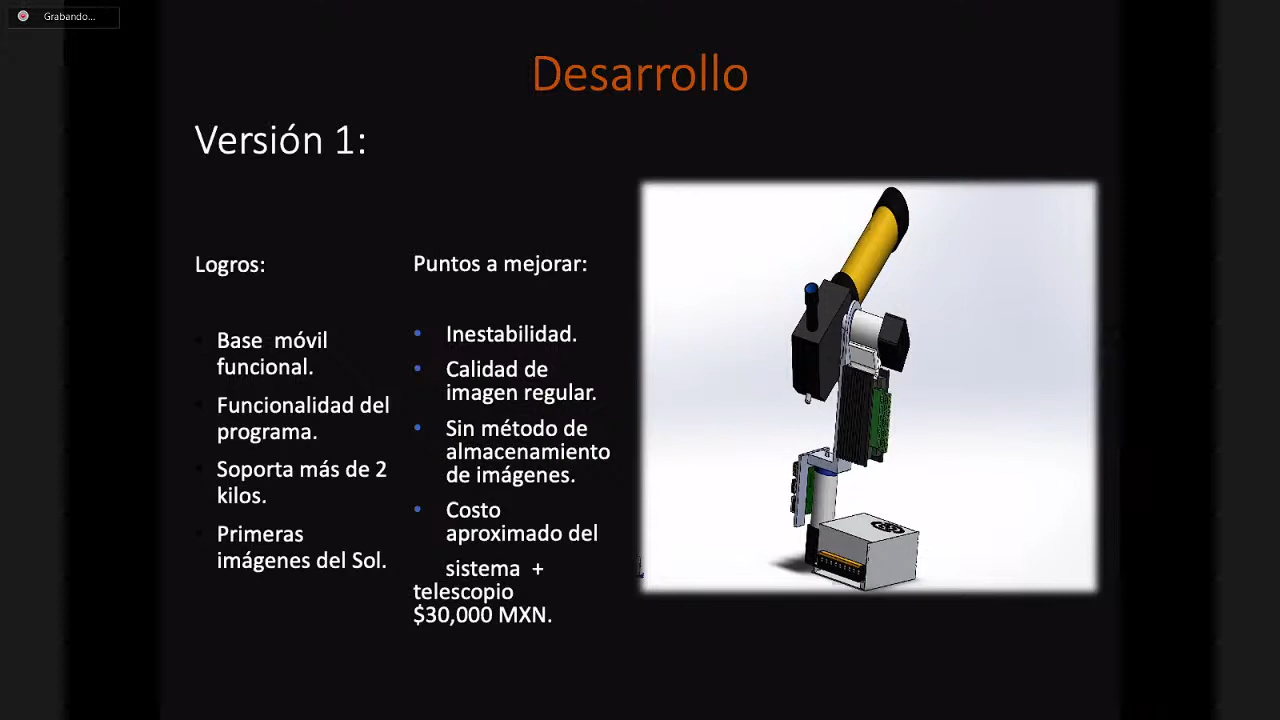 Grabando...
Desarrollo
Versión 1:
Logros:
Base móvil
funcional.
Funcionalidad del
programa.
Soporta más de 2
kilos.
Primeras
imágenes del Sol.
Puntos a mejorar:
• Inestabilidad.
• Calidad de
imagen regular.
• Sin método de
almacenamiento
de imágenes.
• Costo
aproximado del
sistema +
telescopio
$30,000 MXN.